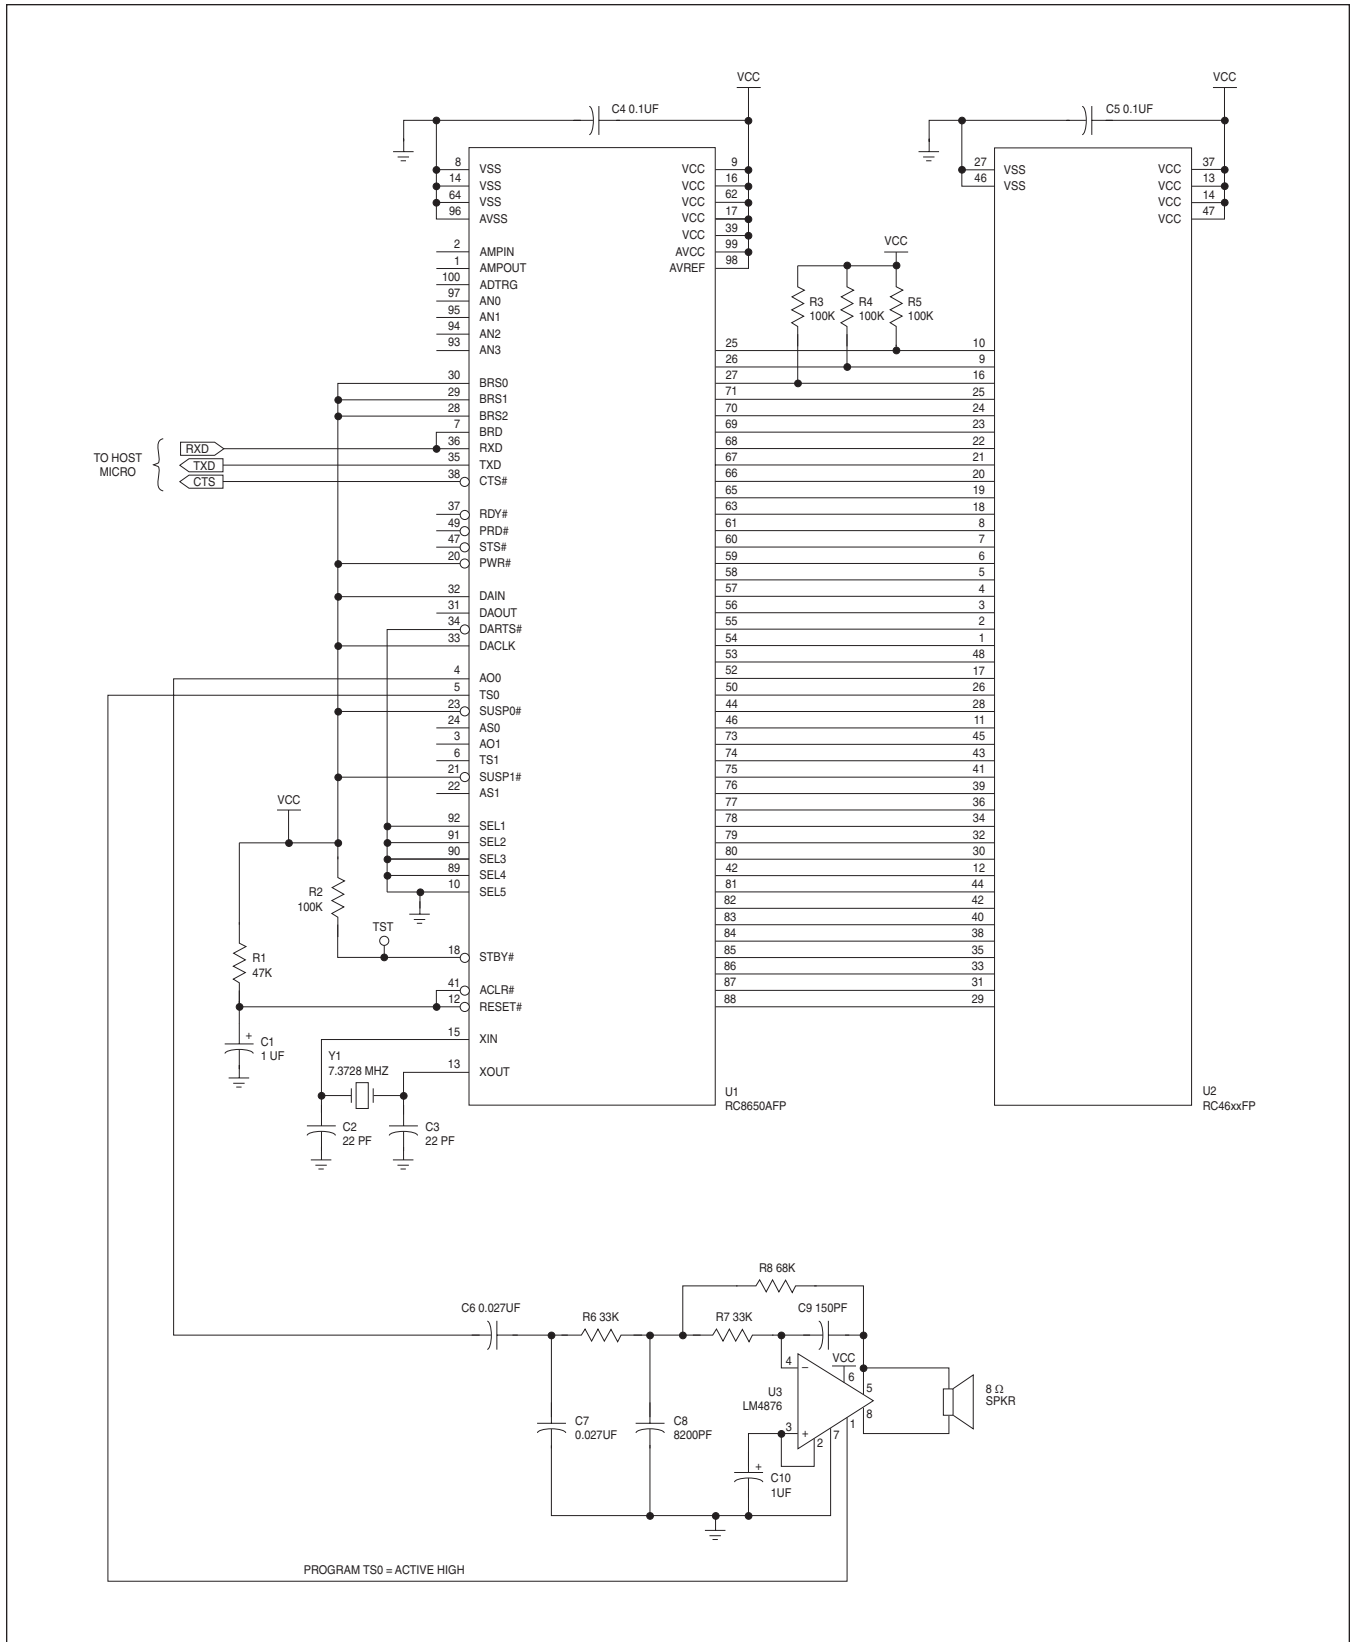 VCC
VCC
C4 0.1UF
C5 0.1UF
8 VSS
14 VSS
64 VSS
96 AVSS
VCC 9
VCC 16
VCC 62
VCC 17
VCC 39
AVCC 99
AVREF 98
27 VSS
46 VSS
VCC 37
VCC 13
VCC 14
VCC 47
2 AMPIN
1 AMPOUT
100 ADTRG
97 AN0
95 AN1
94 AN2
93 AN3
VCC
R3 100K
R4 100K
R5 100K
30 BRS0
29 BRS1
28 BRS2
7 BRD
36 RXD
35 TXD
38 CTS#
TO HOST
MICRO
RXD
TXD
CTS
37 RDY#
49 PRD#
47 STS#
20 PWR#
32 DAIN
31 DAOUT
34 DARTS#
33 DACLK
4 AO0
5 TS0
23 SUSP0#
24 AS0
3 AO1
6 TS1
21 SUSP1#
22 AS1
92 SEL1
91 SEL2
90 SEL3
89 SEL4
10 SEL5
18 STBY#
41 ACLR#
12 RESET#
15 XIN
13 XOUT
25 10
26 9
27 16
71 25
70 24
69 23
68 22
67 21
66 20
65 19
63 18
61 8
60 7
59 6
58 5
57 4
56 3
55 2
54 1
53 48
52 17
50 26
44 28
46 11
73 45
74 43
75 41
76 39
77 36
78 34
79 32
80 30
42 12
81 44
82 42
83 40
84 38
85 35
86 33
87 31
88 29
VCC
R2
100K
TST
R1
47K
+ C1
1 UF
Y1
7.3728 MHZ
C2
22 PF
C3
22 PF
U1
RC8650AFP
U2
RC46xxFP
R8 68K
C6 0.027UF
R6 33K
R7 33K
C9 150PF
VCC
4 –
6
5
U3
LM4876
8
1
3 +
2
7
8 Ω
SPKR
C7
0.027UF
C8
8200PF
+ C10
1UF
PROGRAM TS0 = ACTIVE HIGH